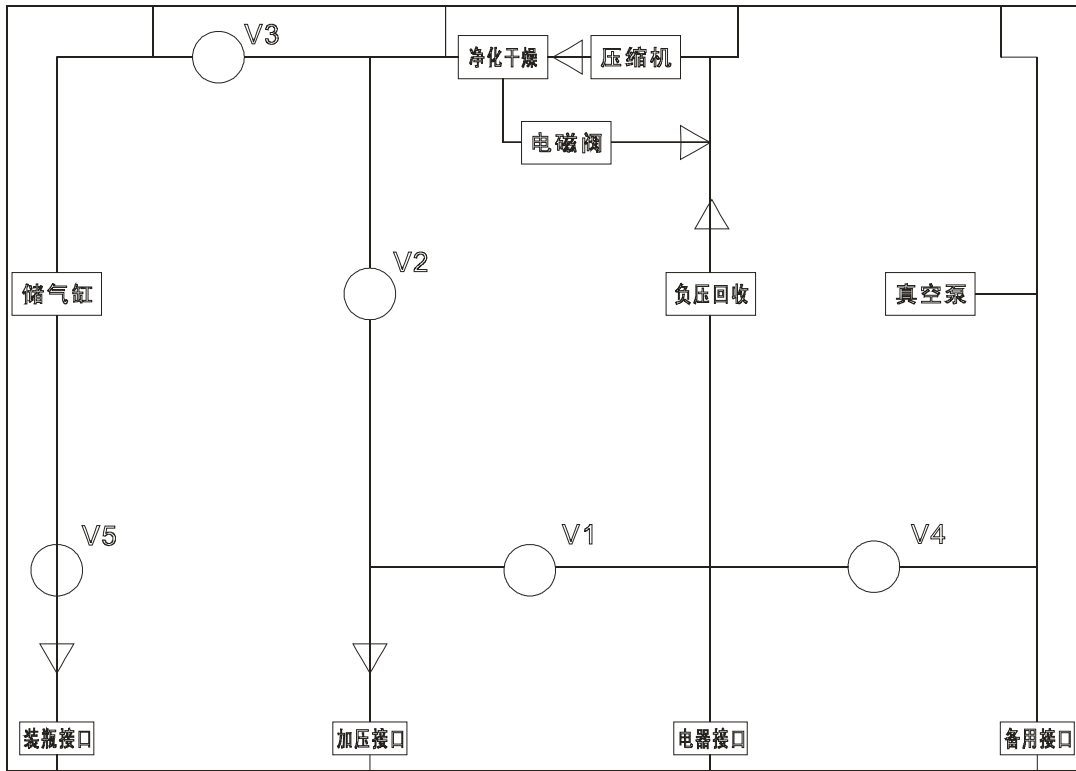 V3
净化干燥
压缩机
电磁阀
V2
储气缸
负压回收
真空泵
V5
V1
V4
装瓶接口
加压接口
电器接口
备用接口